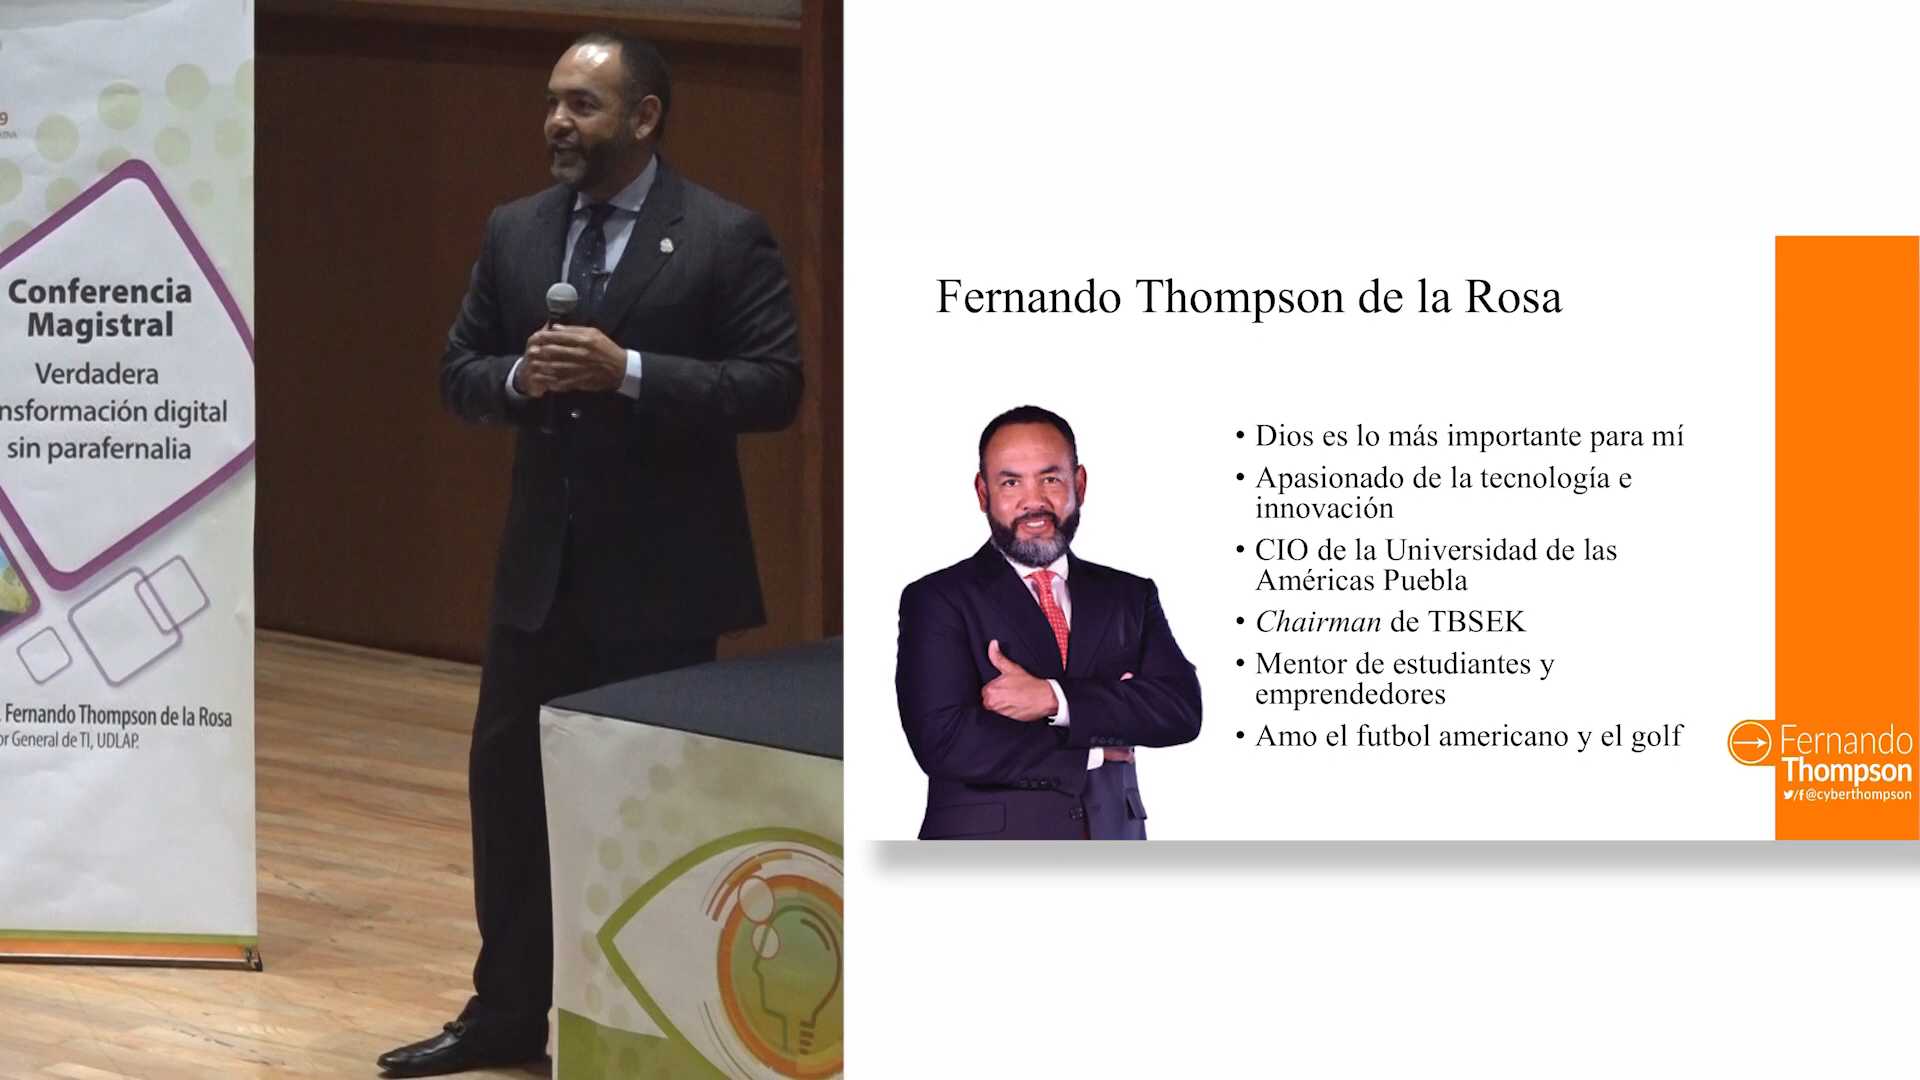 9
Conferencia
Magistral
Verdadera
nsformación digital
sin parafernalia
. Fernando Thompson de la Rosa
or General de TI, UDLAP.
Fernando Thompson de la Rosa
• Dios es lo más importante para mí
• Apasionado de la tecnología e
innovación
• CIO de la Universidad de las
Américas Puebla
• Chairman de TBSEK
• Mentor de estudiantes y
emprendedores
• Amo el futbol americano y el golf
Fernando
Thompson
/f @cyberthompson